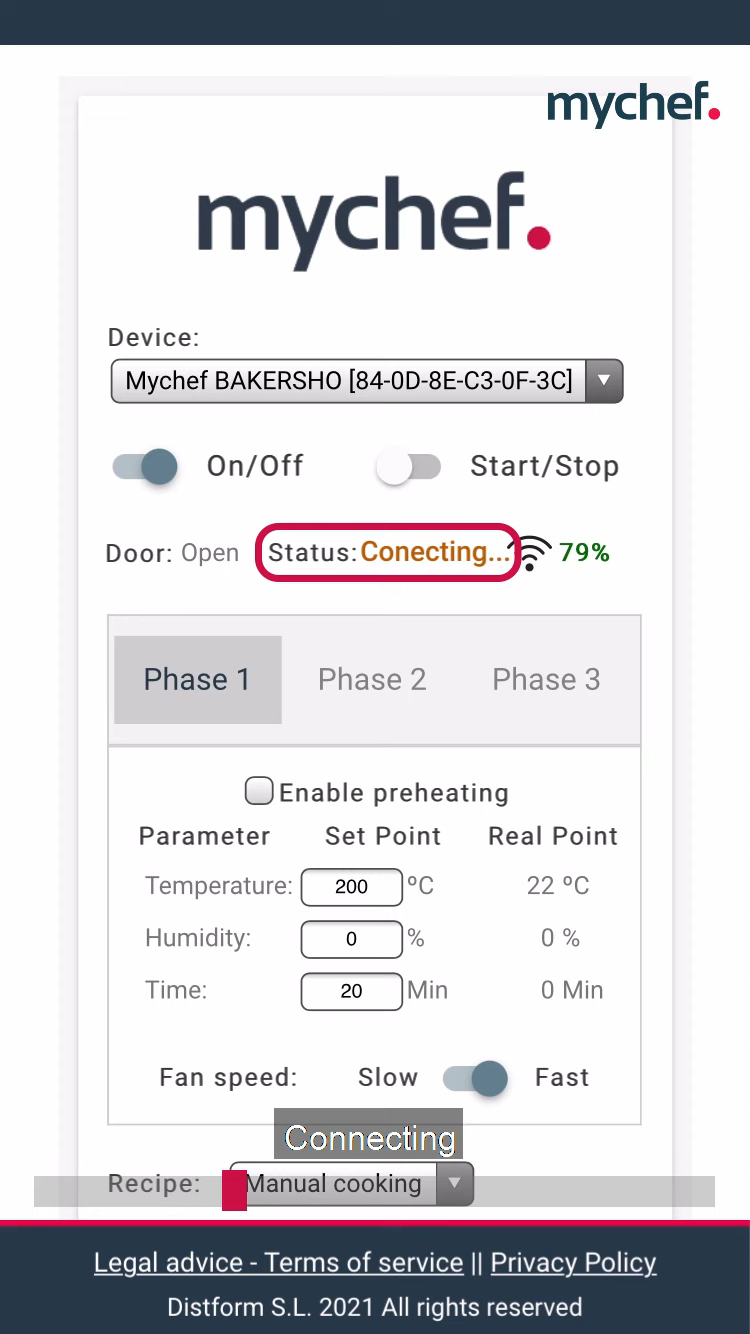 mychef.
mychef.
Device:
Mychef BAKERSHO [84-0D-8E-C3-0F-3C]
On/Off Start/Stop
Door: Open Status: Conecting... 79%
Phase 1 Phase 2 Phase 3
Enable preheating
Parameter Set Point Real Point
Temperature: 200 ºC 22 ºC
Humidity: 0 % 0 %
Time: 20 Min 0 Min
Fan speed: Slow Fast
Connecting
Recipe: Manual cooking
Legal advice - Terms of service || Privacy Policy
Distform S.L. 2021 All rights reserved